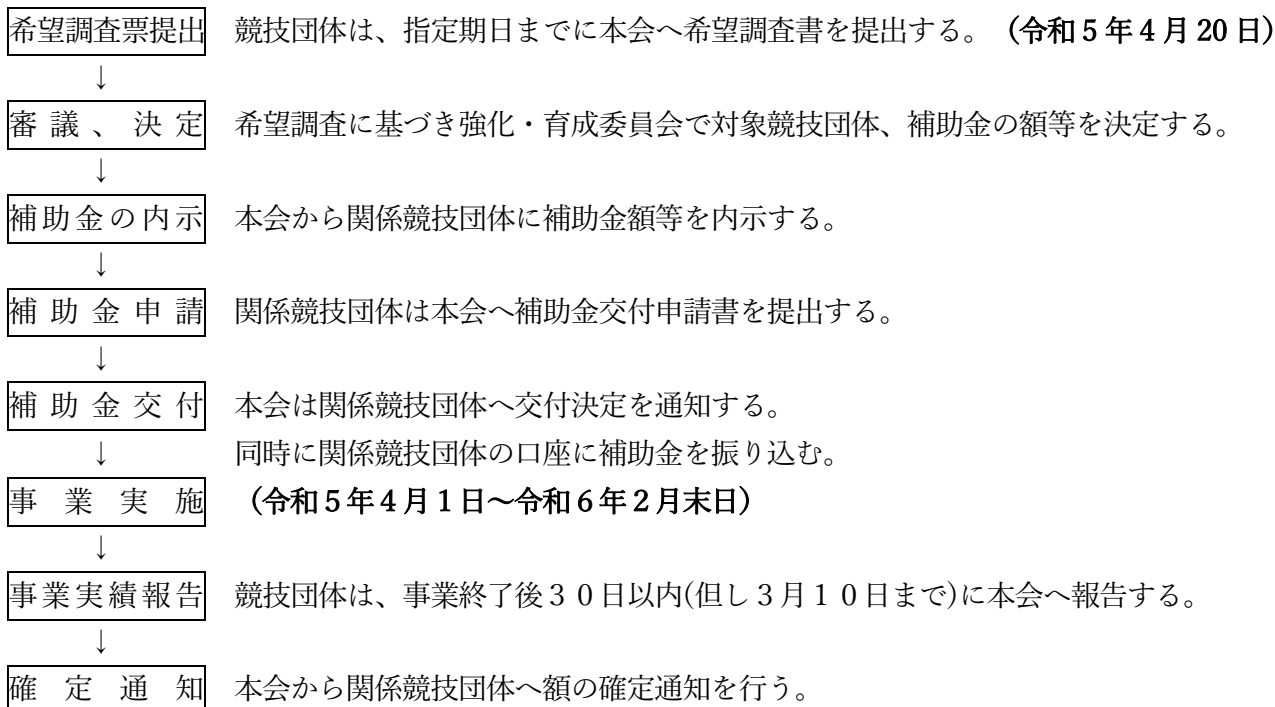 希望調査票提出 競技団体は、指定期日までに本会へ希望調査書を提出する。（令和５年４月20日）
↓
審議、決定 希望調査に基づき強化・育成委員会で対象競技団体、補助金の額等を決定する。
↓
補助金の内示 本会から関係競技団体に補助金額等を内示する。
↓
補助金申請 関係競技団体は本会へ補助金交付申請書を提出する。
↓
補助金交付 本会は関係競技団体へ交付決定を通知する。
↓ 同時に関係競技団体の口座に補助金を振り込む。
事業実施 （令和５年４月１日～令和６年２月末日）
↓
事業実績報告 競技団体は、事業終了後３０日以内(但し３月１０日まで)に本会へ報告する。
↓
確定通知 本会から関係競技団体へ額の確定通知を行う。